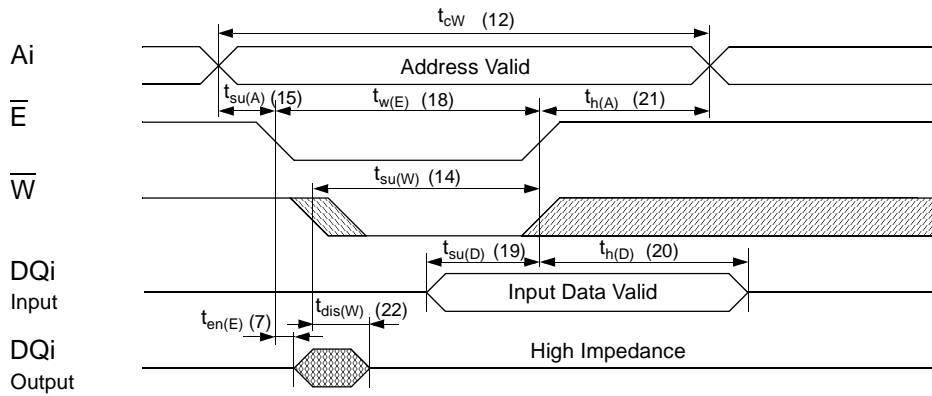 t_cW (12)
Ai
Address Valid
t_su(A) (15) t_w(E) (18) t_h(A) (21)
E̅
t_su(W) (14)
W̅
t_su(D) (19) t_h(D) (20)
DQi
Input
Input Data Valid
t_en(E) (7) t_dis(W) (22)
DQi
Output
High Impedance